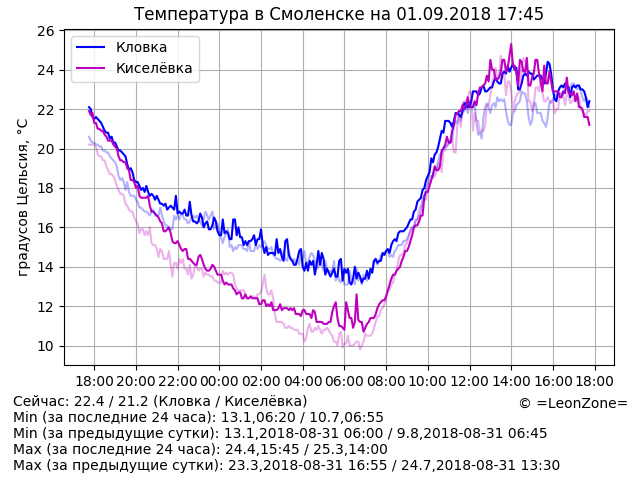 Температура в Смоленске на 01.09.2018 17:45
Кловка
Киселёвка
градусов Цельсия, °C
26
24
22
20
18
16
14
12
10
18:00 20:00 22:00 00:00 02:00 04:00 06:00 08:00 10:00 12:00 14:00 16:00 18:00
Сейчас: 22.4 / 21.2 (Кловка / Киселёвка)
© =LeonZone=
Min (за последние 24 часа): 13.1,06:20 / 10.7,06:55
Min (за предыдущие сутки): 13.1,2018-08-31 06:00 / 9.8,2018-08-31 06:45
Max (за последние 24 часа): 24.4,15:45 / 25.3,14:00
Max (за предыдущие сутки): 23.3,2018-08-31 16:55 / 24.7,2018-08-31 13:30